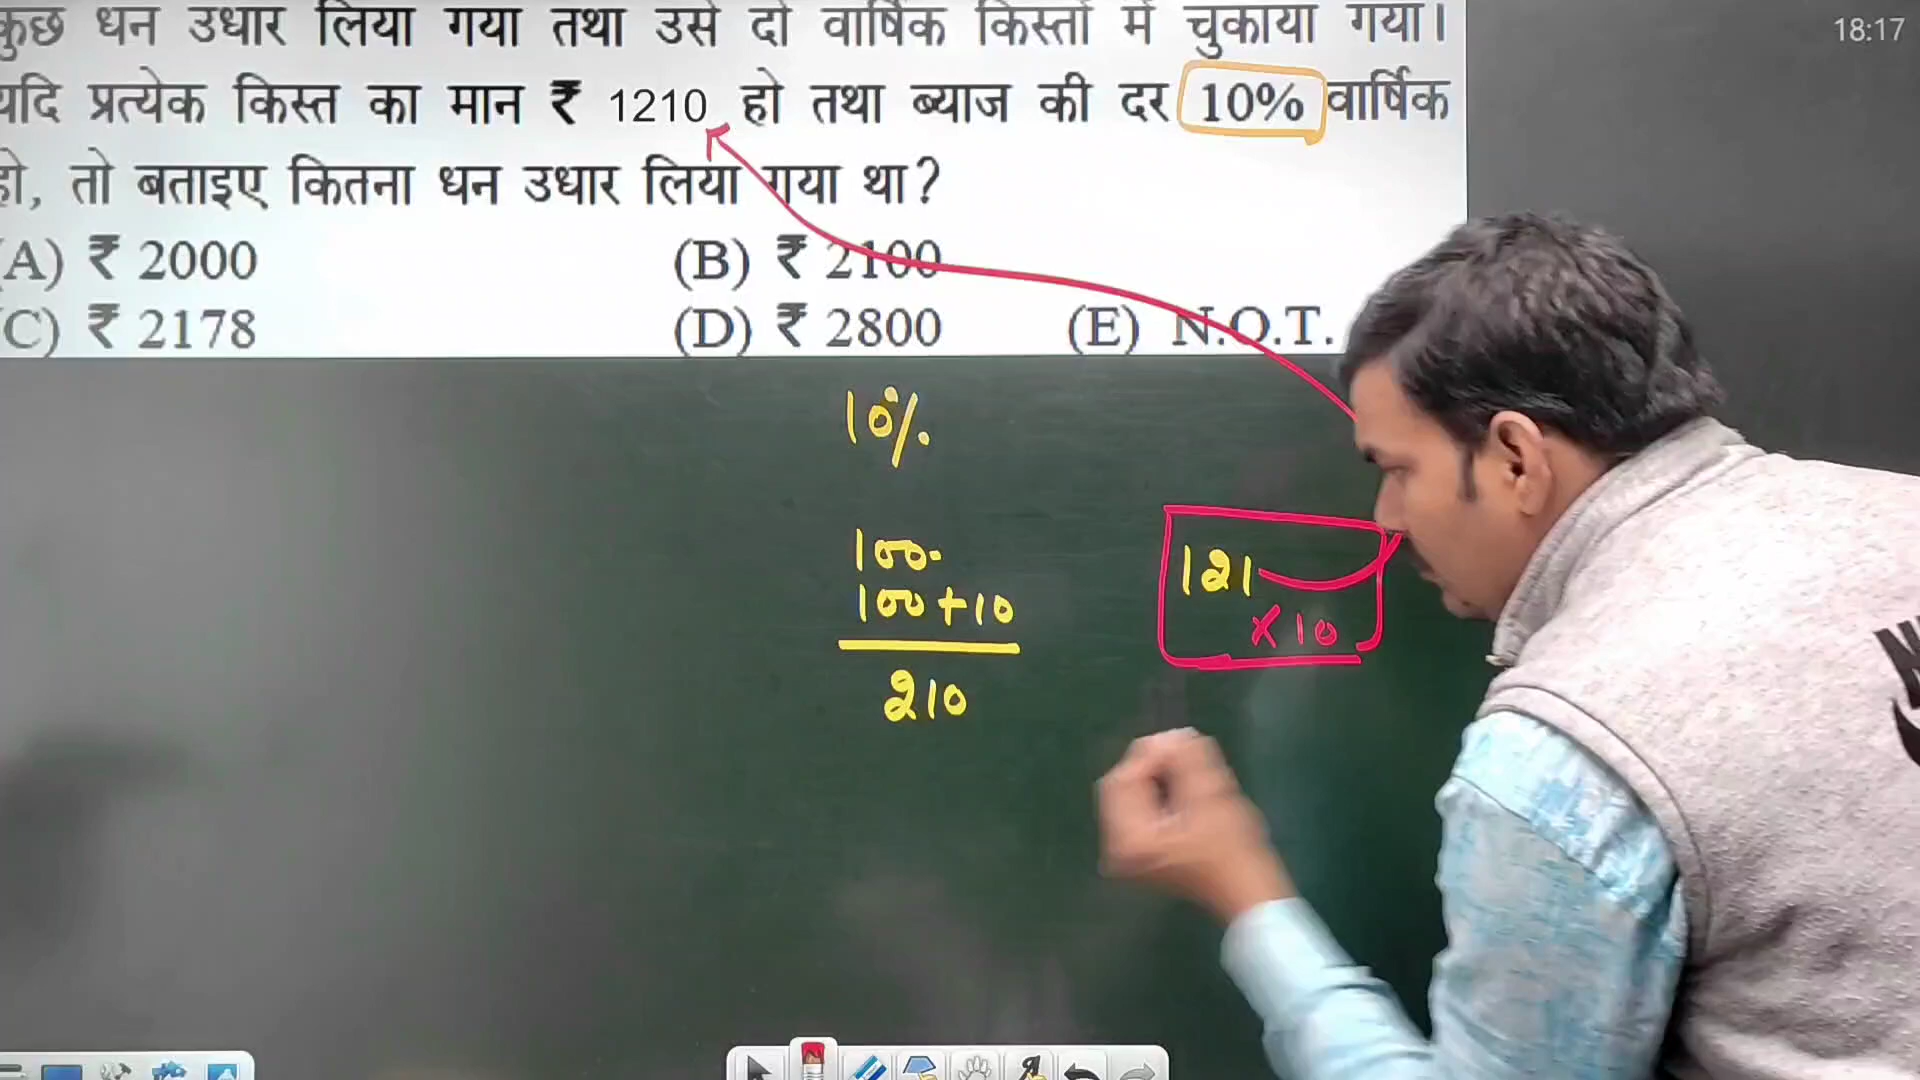 18:17
कुछ धन उधार लिया गया तथा उसे दो वार्षिक किस्तों में चुकाया गया।
यदि प्रत्येक किस्त का मान ₹ 1210 हो तथा ब्याज की दर 10% वार्षिक
हो, तो बताइए कितना धन उधार लिया गया था?
(A) ₹ 2000 (B) ₹ 2100
(C) ₹ 2178 (D) ₹ 2800 (E) N.O.T.
10%
100
100 + 10
210
121
× 10